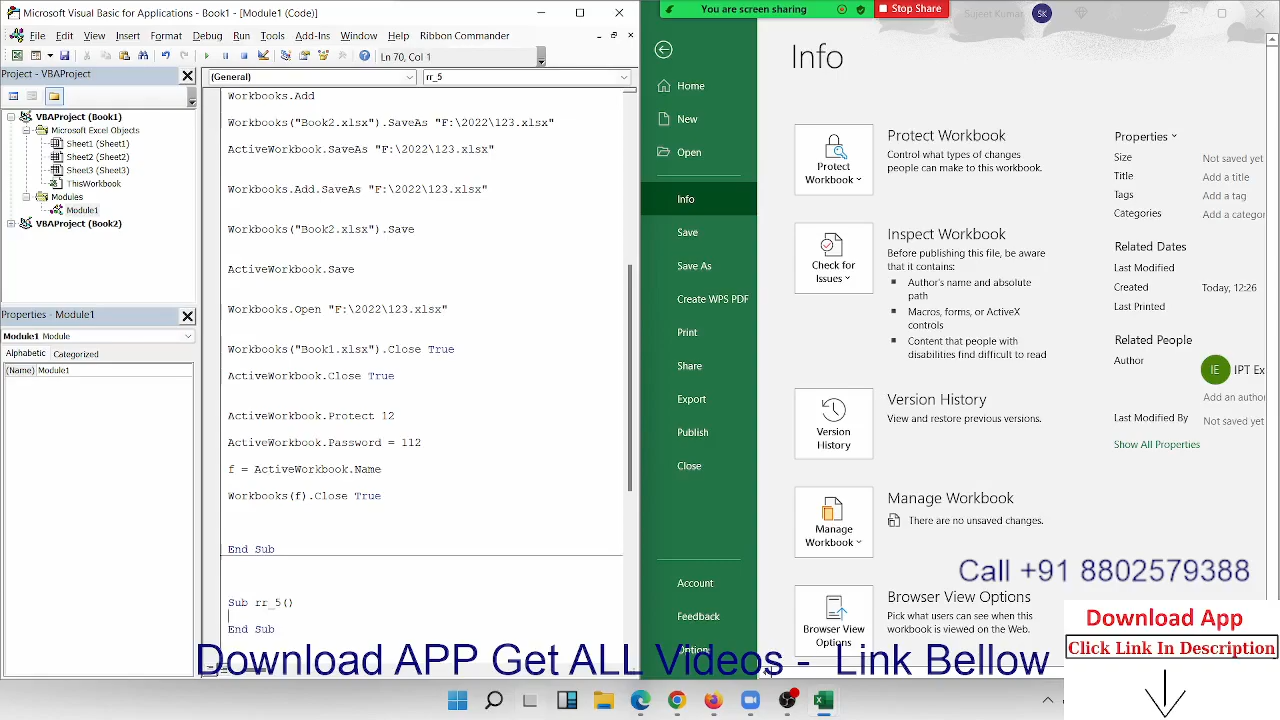 Microsoft Visual Basic for Applications - Book1 - [Module1 (Code)]
File Edit View Insert Format Debug Run Tools Add-Ins Window Help Ribbon Commander
Ln 70, Col 1
Project - VBAProject
VBAProject (Book1)
Microsoft Excel Objects
Sheet1 (Sheet1)
Sheet2 (Sheet2)
Sheet3 (Sheet3)
ThisWorkbook
Modules
Module1
VBAProject (Book2)
Properties - Module1
Module1 Module
Alphabetic Categorized
(Name) Module1
(General)
rr_5
Workbooks.Add
Workbooks("Book2.xlsx").SaveAs "F:\2022\123.xlsx"
ActiveWorkbook.SaveAs "F:\2022\123.xlsx"
Workbooks.Add.SaveAs "F:\2022\123.xlsx"
Workbooks("Book2.xlsx").Save
ActiveWorkbook.Save
Workbooks.Open "F:\2022\123.xlsx"
Workbooks("Book1.xlsx").Close True
ActiveWorkbook.Close True
ActiveWorkbook.Protect 12
ActiveWorkbook.Password = 112
f = ActiveWorkbook.Name
Workbooks(f).Close True
End Sub
Sub rr_5()
End Sub
You are screen sharing
Stop Share
Sujeet Kumar
SK
Home
New
Open
Info
Save
Save As
Create WPS PDF
Print
Share
Export
Publish
Close
Account
Feedback
Options
Info
Protect Workbook
Protect Workbook
Control what types of changes
people can make to this workbook.
Check for Issues
Inspect Workbook
Before publishing this file, be aware
that it contains:
Author's name and absolute
path
Macros, forms, or ActiveX
controls
Content that people with
disabilities find difficult to read
Version History
Version History
View and restore previous versions.
Manage Workbook
Manage Workbook
There are no unsaved changes.
Browser View Options
Browser View Options
Pick what users can see when this
workbook is viewed on the Web.
Properties
Size Not saved yet
Title Add a title
Tags Add a tag
Categories Add a categor
Related Dates
Last Modified
Created Today, 12:26
Last Printed
Related People
Author IE IPT Ex
Add an author
Last Modified By Not saved yet
Show All Properties
Call +91 8802579388
Download App
Click Link In Description
Download APP Get ALL Videos - Link Bellow